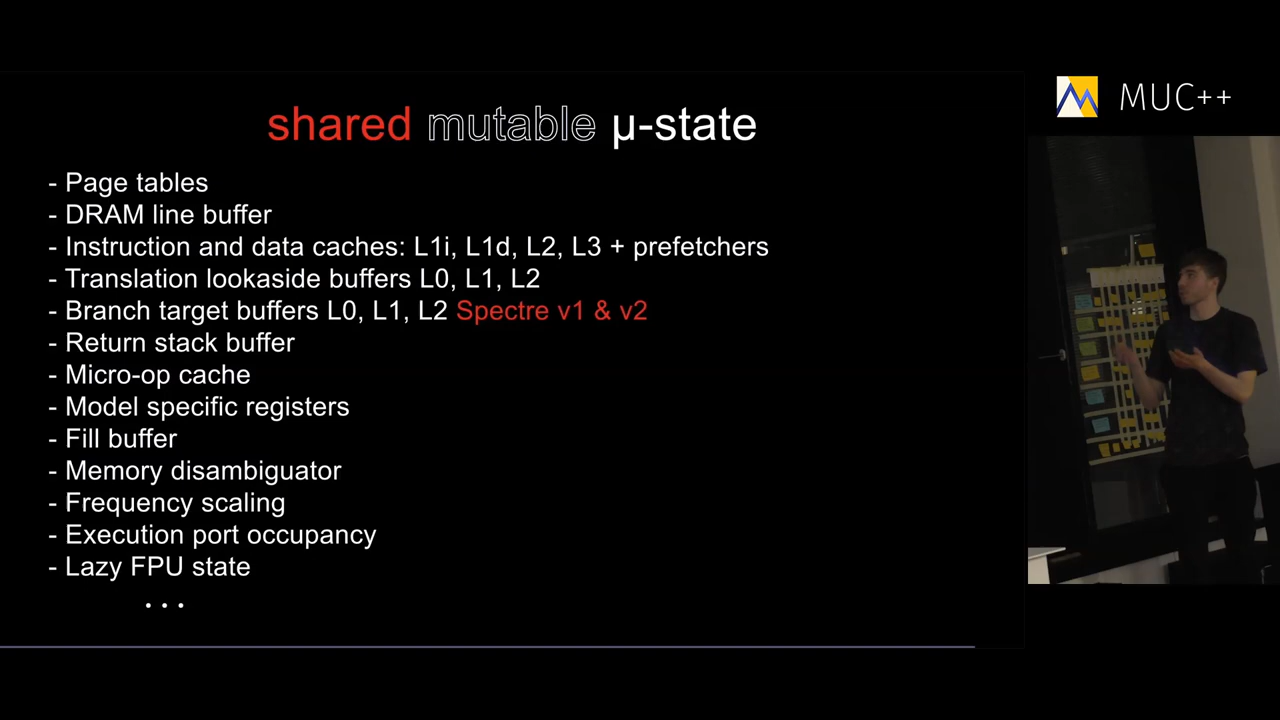 MUC++
shared mutable µ-state
- Page tables
- DRAM line buffer
- Instruction and data caches: L1i, L1d, L2, L3 + prefetchers
- Translation lookaside buffers L0, L1, L2
- Branch target buffers L0, L1, L2 Spectre v1 & v2
- Return stack buffer
- Micro-op cache
- Model specific registers
- Fill buffer
- Memory disambiguator
- Frequency scaling
- Execution port occupancy
- Lazy FPU state
...